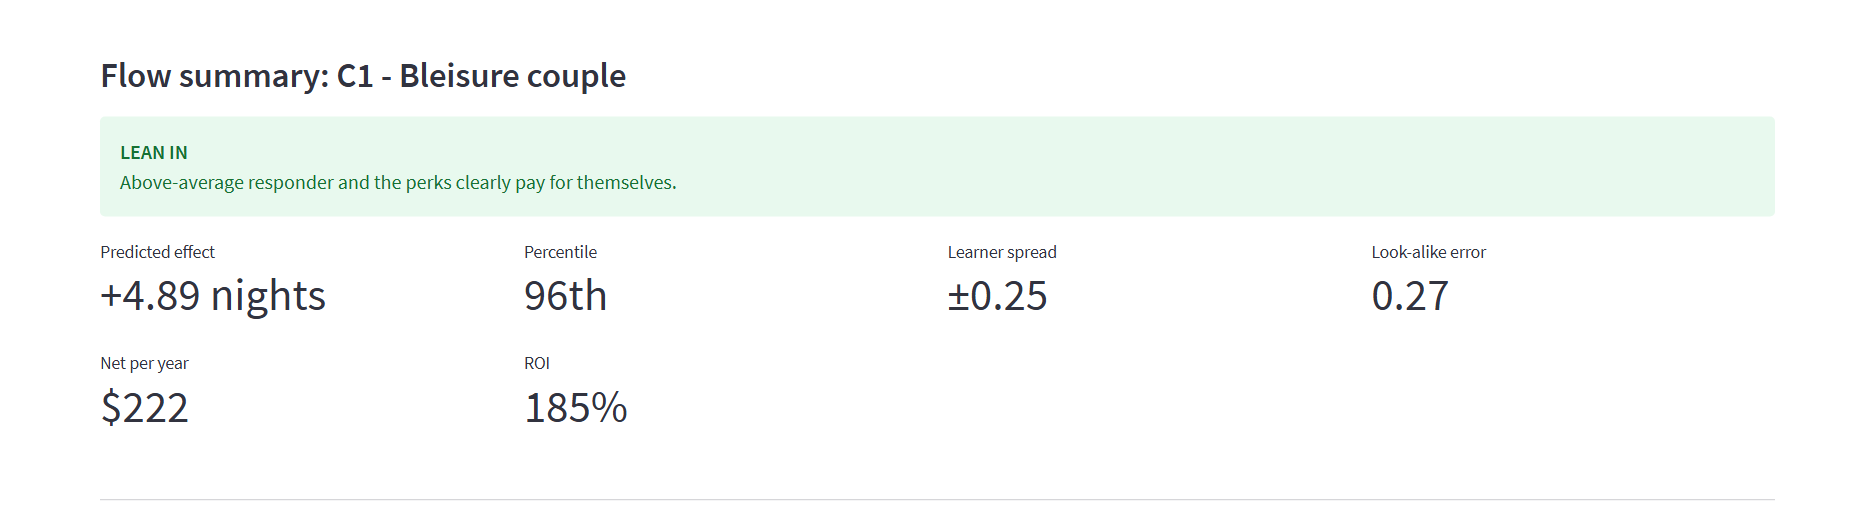 Flow summary: C1 - Bleisure couple
LEAN IN
Above-average responder and the perks clearly pay for themselves.
Predicted effect
+4.89 nights
Percentile
96th
Learner spread
±0.25
Look-alike error
0.27
Net per year
$222
ROI
185%